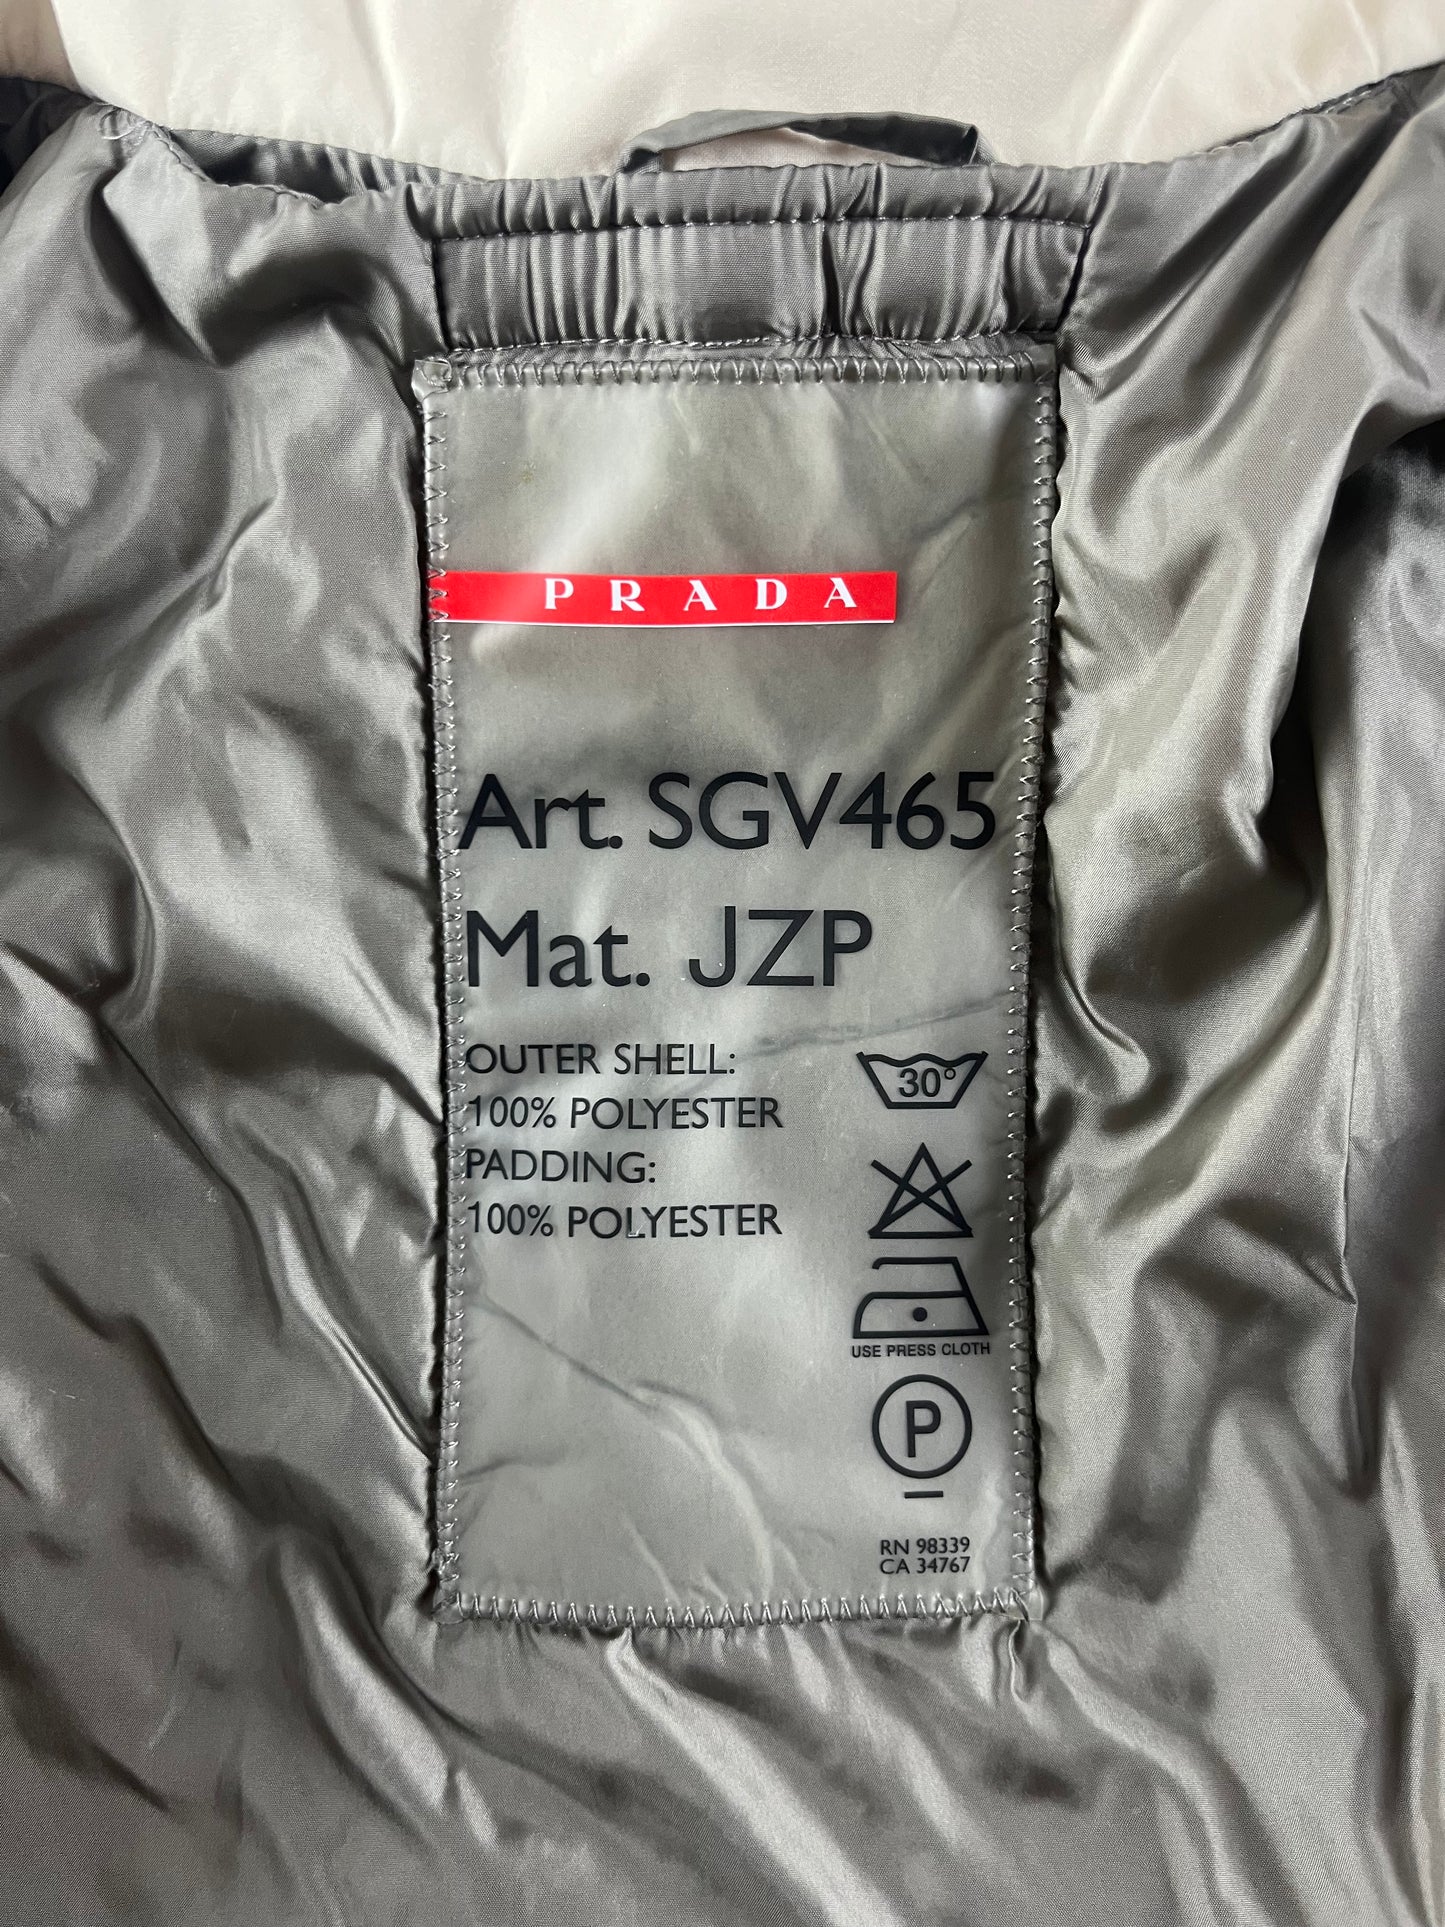 PRADA
Art. SGV465
Mat. JZP
OUTER SHELL:
100% POLYESTER
PADDING:
100% POLYESTER
30°
USE PRESS CLOTH
P
RN 98339
CA 34767